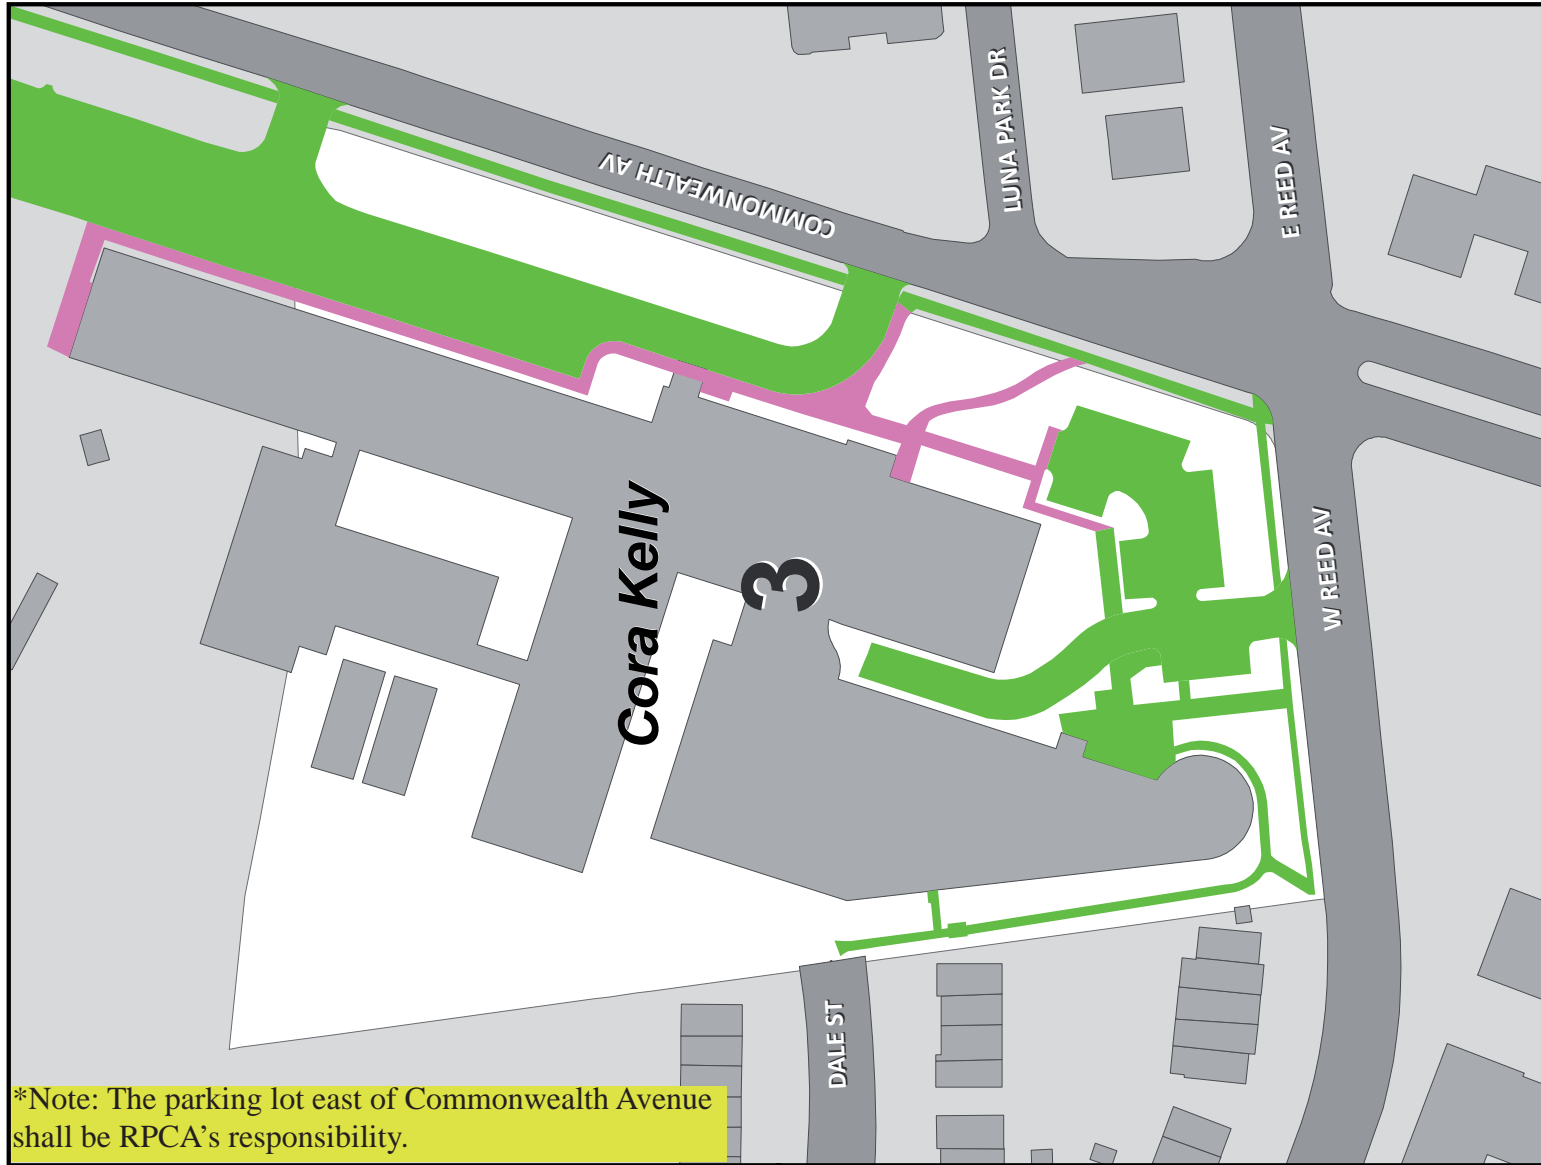 COMMONWEALTH AV
LUNA PARK DR
E REED AV
W REED AV
Cora Kelly
3
DALE ST
*Note: The parking lot east of Commonwealth Avenue
shall be RPCA's responsibility.